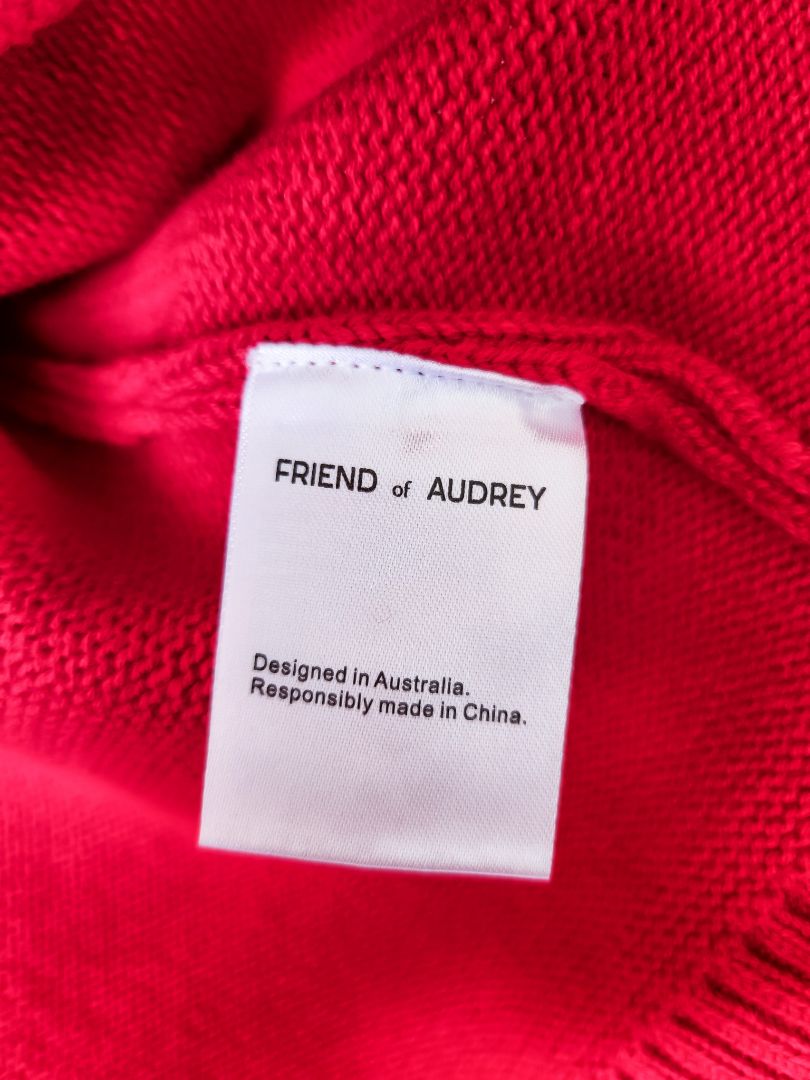 FRIEND of AUDREY
Designed in Australia.
Responsibly made in China.